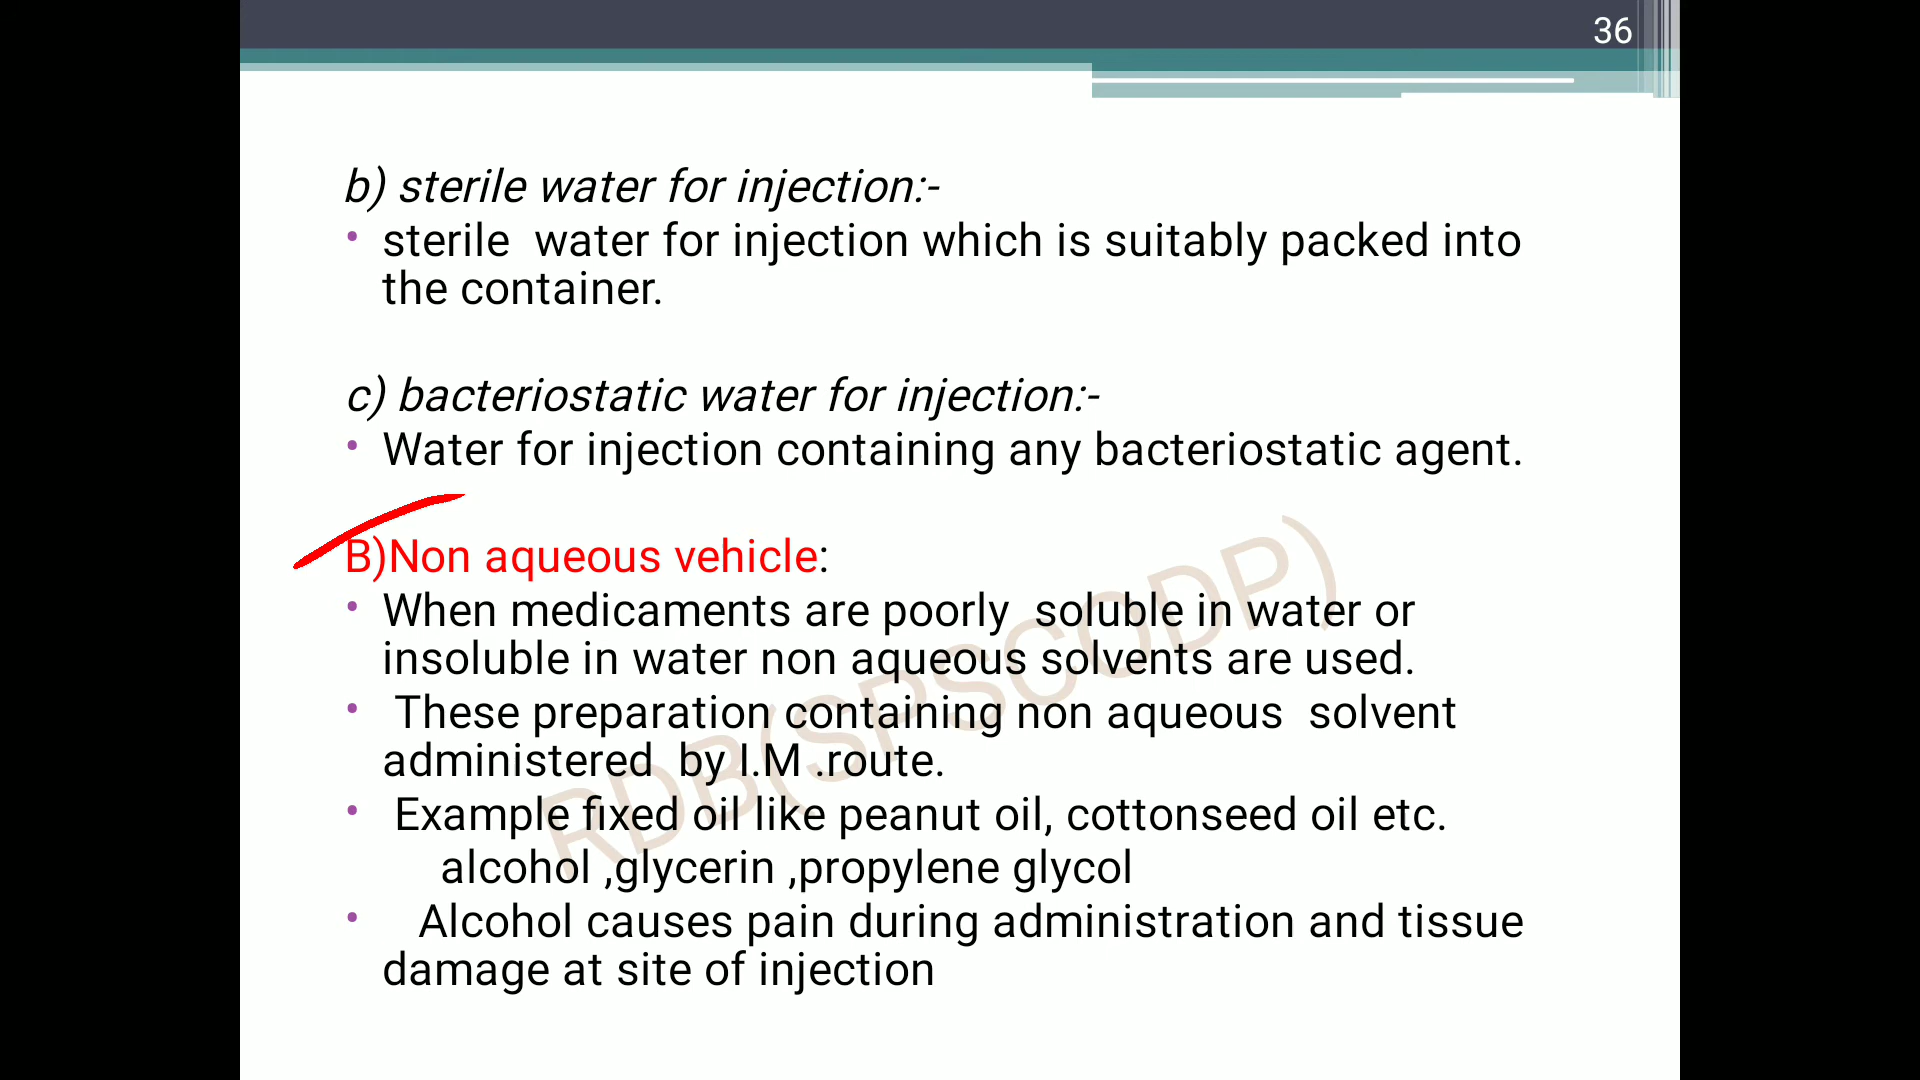 36
b) sterile water for injection:-
• sterile  water for injection which is suitably packed into
the container.
c) bacteriostatic water for injection:-
• Water for injection containing any bacteriostatic agent.
B)Non aqueous vehicle:
• When medicaments are poorly  soluble in water or
insoluble in water non aqueous solvents are used.
• These preparation containing non aqueous  solvent
administered  by I.M .route.
• Example fixed oil like peanut oil, cottonseed oil etc.
alcohol ,glycerin ,propylene glycol
• Alcohol causes pain during administration and tissue
damage at site of injection
RDB(SPSCODP)